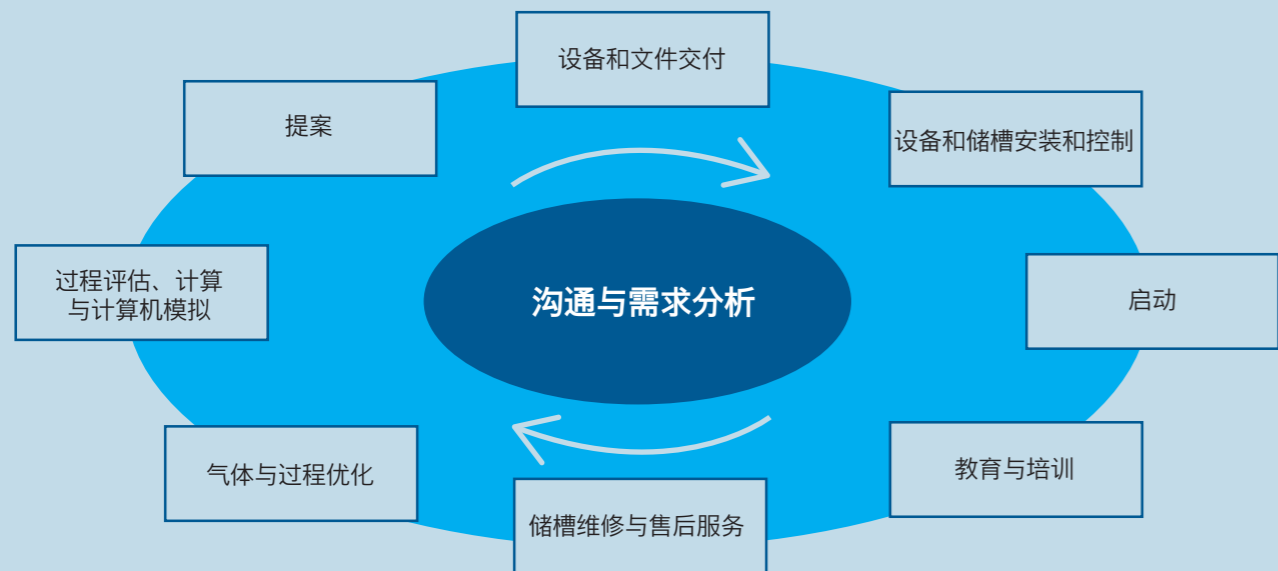 设备和文件交付
提案
设备和储槽安装和控制
过程评估、计算
与计算机模拟
沟通与需求分析
启动
气体与过程优化
教育与培训
储槽维修与售后服务